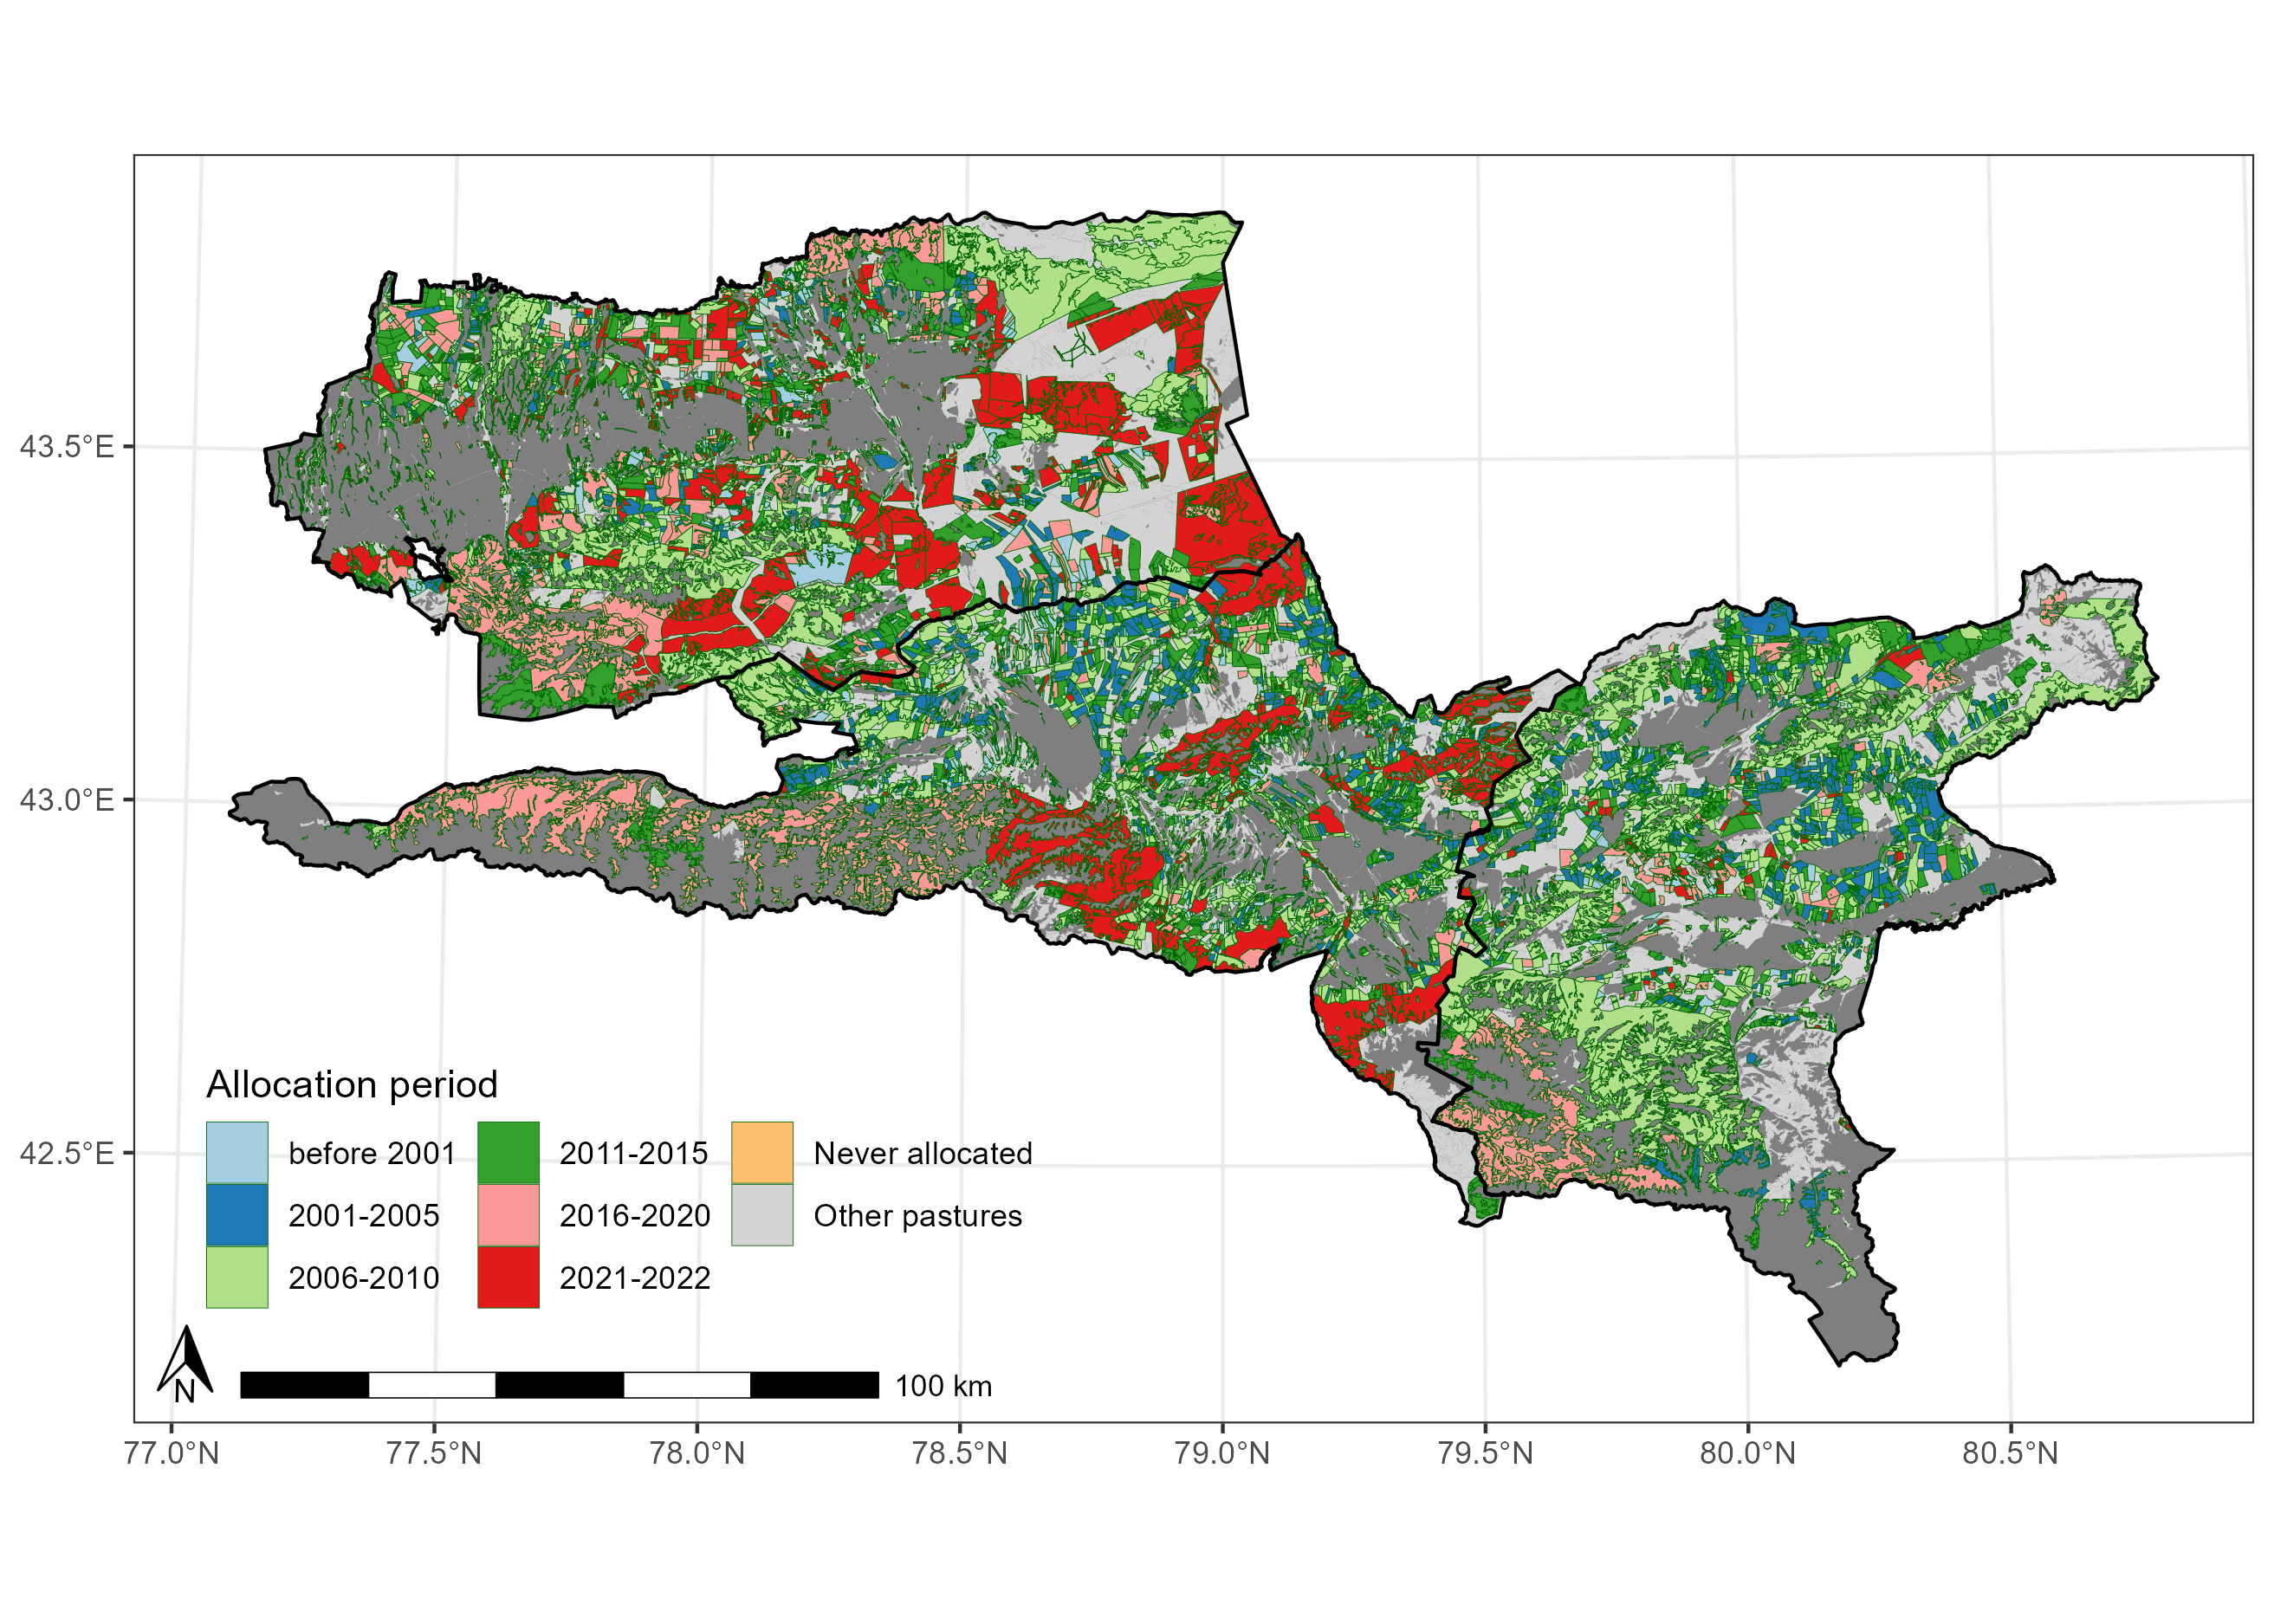 43.5°E
43.0°E
42.5°E
Allocation period
before 2001
2011-2015
Never allocated
2001-2005
2016-2020
Other pastures
2006-2010
2021-2022
N
100 km
77.0°N 77.5°N 78.0°N 78.5°N 79.0°N 79.5°N 80.0°N 80.5°N